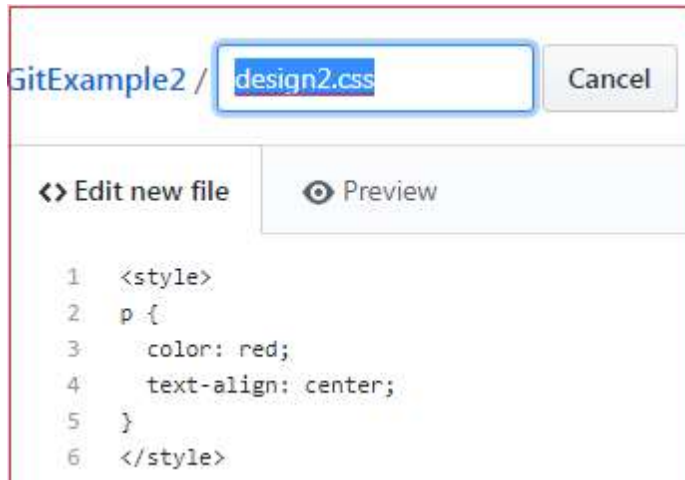 GitExample2 / design2.css Cancel
<> Edit new file Preview
1 <style>
2 p {
3   color: red;
4   text-align: center;
5 }
6 </style>